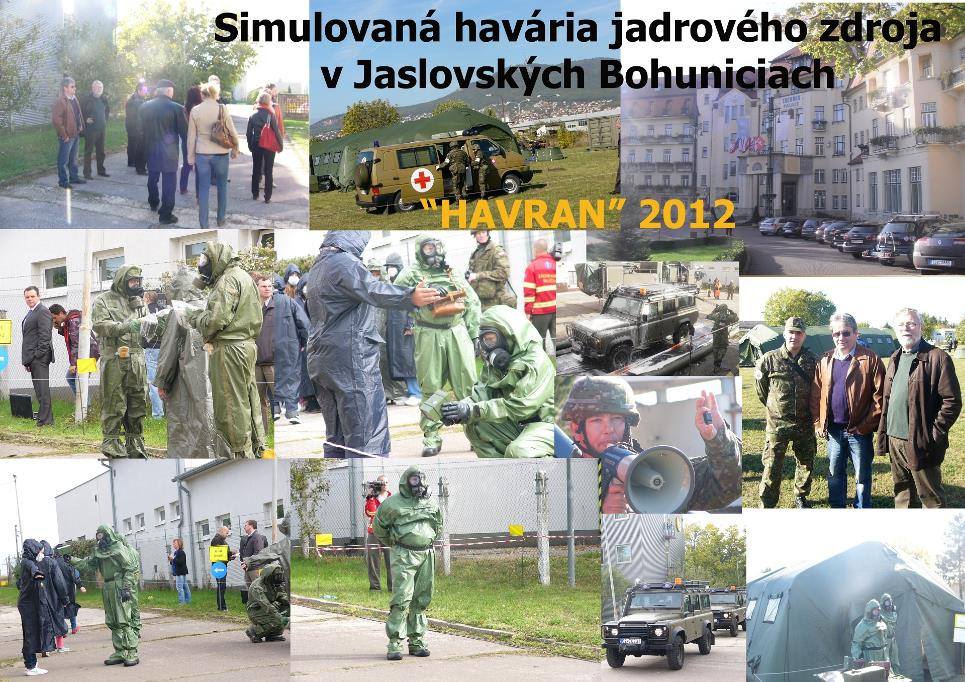 Simulovaná havária jadrového zdroja
v Jaslovských Bohuniciach
“HAVRAN” 2012